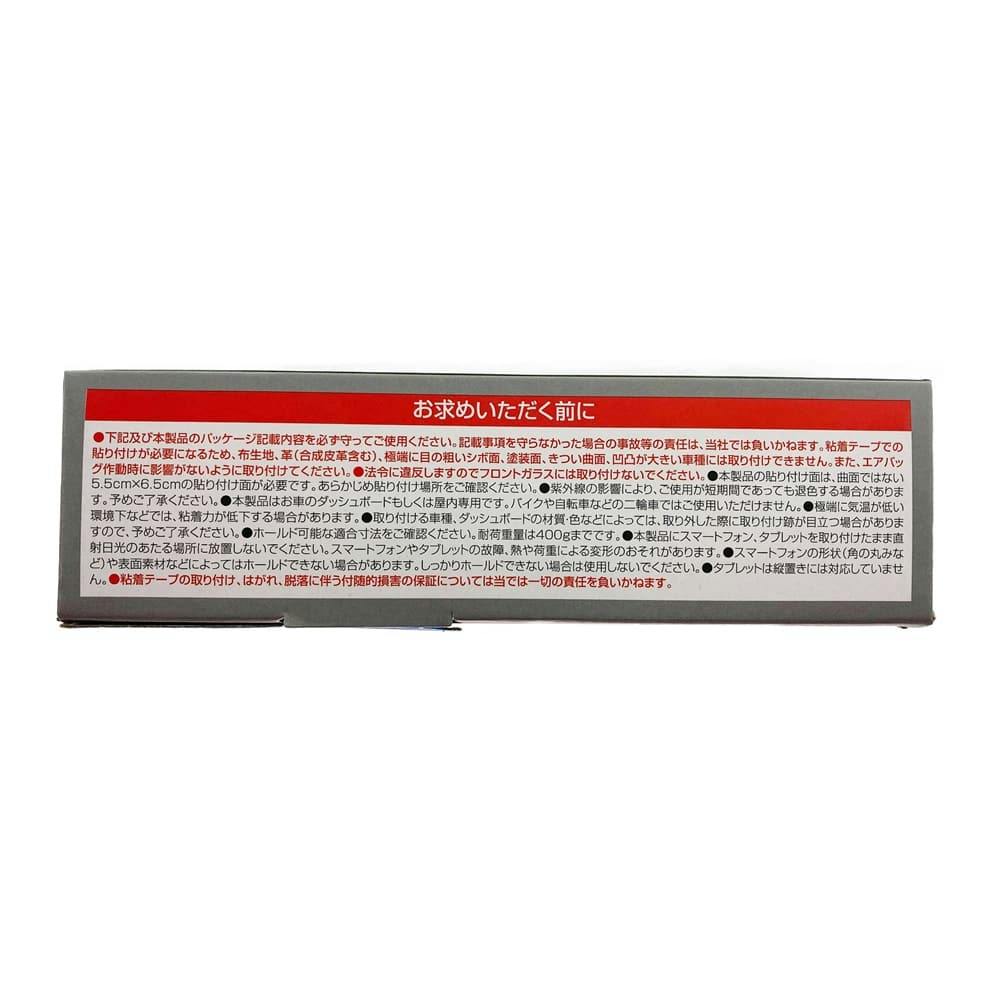 お求めいただく前に
●下記及び本製品のパッケージ記載内容を必ず守ってご使用ください。記載事項を守らなかった場合の事故等の責任は、当社では負いかねます。粘着テープでの
貼り付けが必要になるため、布生地、革(合成皮革含む)、極端に目の粗いシボ面、塗装面、きつい曲面、凹凸が大きい車種には取り付けできません。また、エアバッ
グ作動時に影響がないように取り付けてください。●法令に違反しますのでフロントガラスには取り付けないでください。●本製品の貼り付け面は、曲面ではない
5.5cm×6.5cmの貼り付け面が必要です。あらかじめ貼り付け場所をご確認ください。●紫外線の影響により、ご使用が短期間であっても退色する場合がありま
す。予めご了承ください。●本製品はお車のダッシュボードもしくは屋内専用です。バイクや自転車などの二輪車ではご使用いただけません。●極端に気温が低い
環境下などでは、粘着力が低下する場合があります。●取り付ける車種、ダッシュボードの材質・色などによっては、取り外した際に取り付け跡が目立つ場合がありま
すので、予めご了承ください。●ホールド可能な適合寸法をご確認ください。耐荷重量は400gまでです。●本製品にスマートフォン、タブレットを取り付けたまま直
射日光のあたる場所に放置しないでください。スマートフォンやタブレットの故障、熱や荷重による変形のおそれがあります。●スマートフォンの形状(角の丸みな
ど)や表面素材などによってはホールドできない場合があります。しっかりホールドできない場合は使用しないでください。●タブレットは縦置きには対応していませ
ん。●粘着テープの取り付け、はがれ、脱落に伴う付随的損害の保証については当では一切の責任を負いかねます。